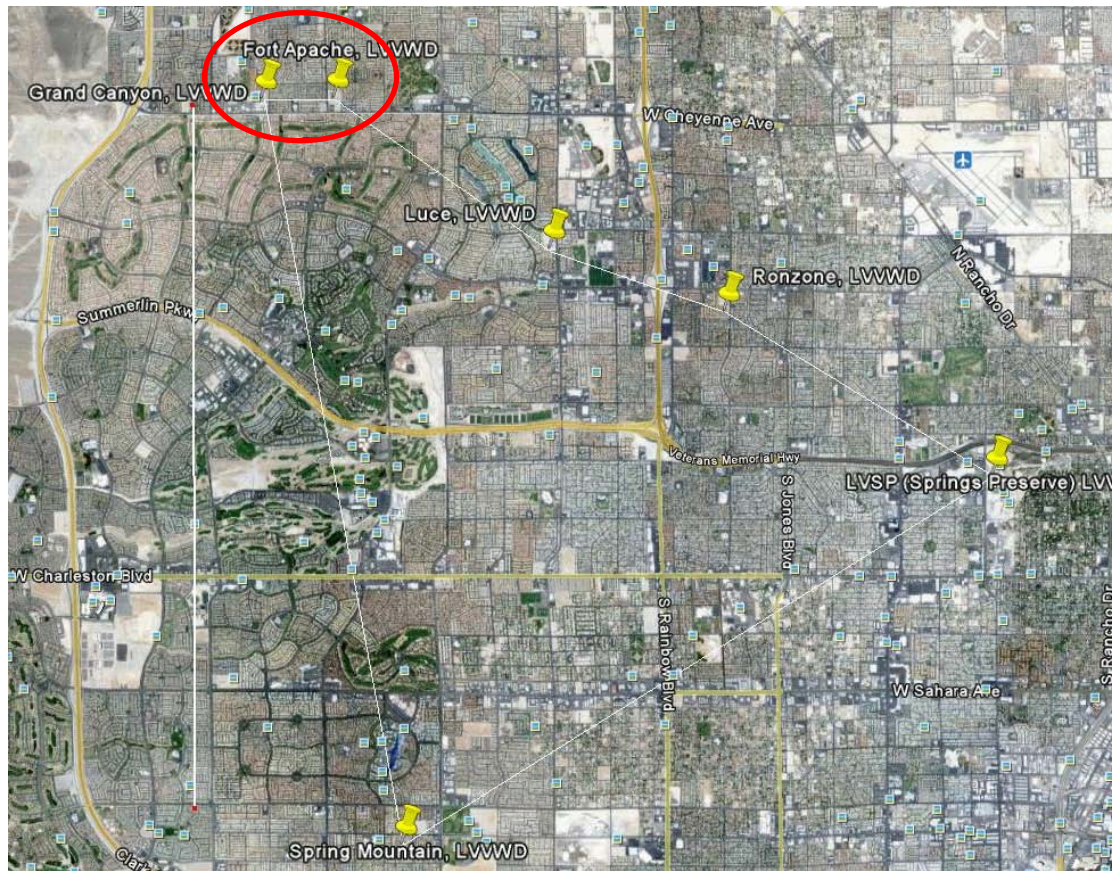 Fort Apache, LVVWD
Grand Canyon, LVVWD
W Cheyenne Ave
Luce, LVVWD
Ronzone, LVVWD
N Rancho Dr
Summerlin Pkwy
Veterans Memorial Hwy
LVSP (Springs Preserve) LVV
S Jones Blvd
W Charleston Blvd
S Rainbow Blvd
S Rancho Dr
W Sahara Ave
Spring Mountain, LVVWD
Clark